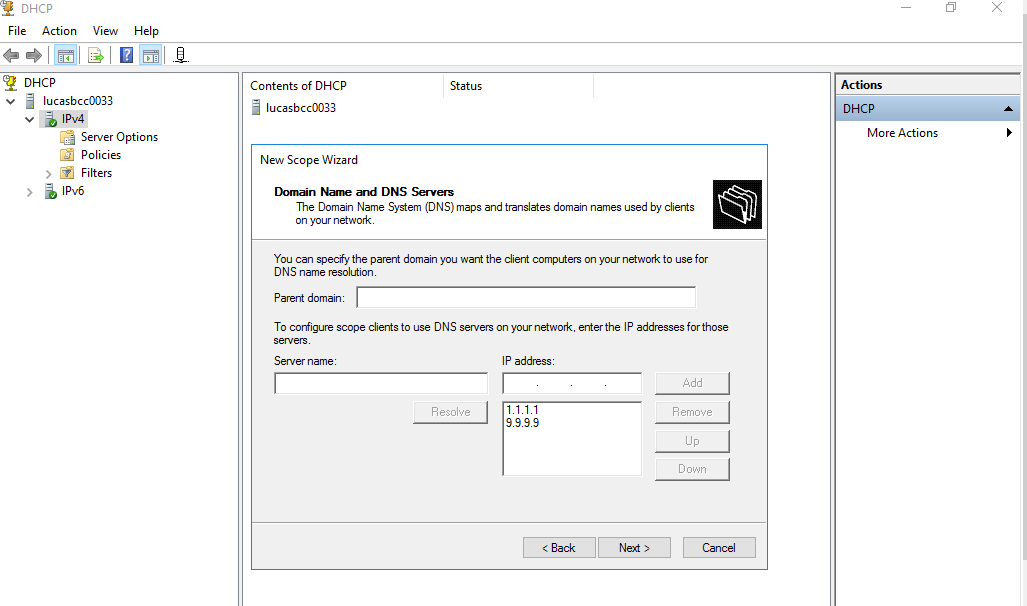 DHCP
File Action View Help
DHCP
lucasbcc0033
IPv4
Server Options
Policies
Filters
IPv6
Contents of DHCP Status
lucasbcc0033
New Scope Wizard
Domain Name and DNS Servers
The Domain Name System (DNS) maps and translates domain names used by clients
on your network.
You can specify the parent domain you want the client computers on your network to use for
DNS name resolution.
Parent domain:
To configure scope clients to use DNS servers on your network, enter the IP addresses for those
servers.
Server name: IP address:
. . . Add
Resolve 1.1.1.1 Remove
9.9.9.9
Up
Down
< Back Next > Cancel
Actions
DHCP
More Actions